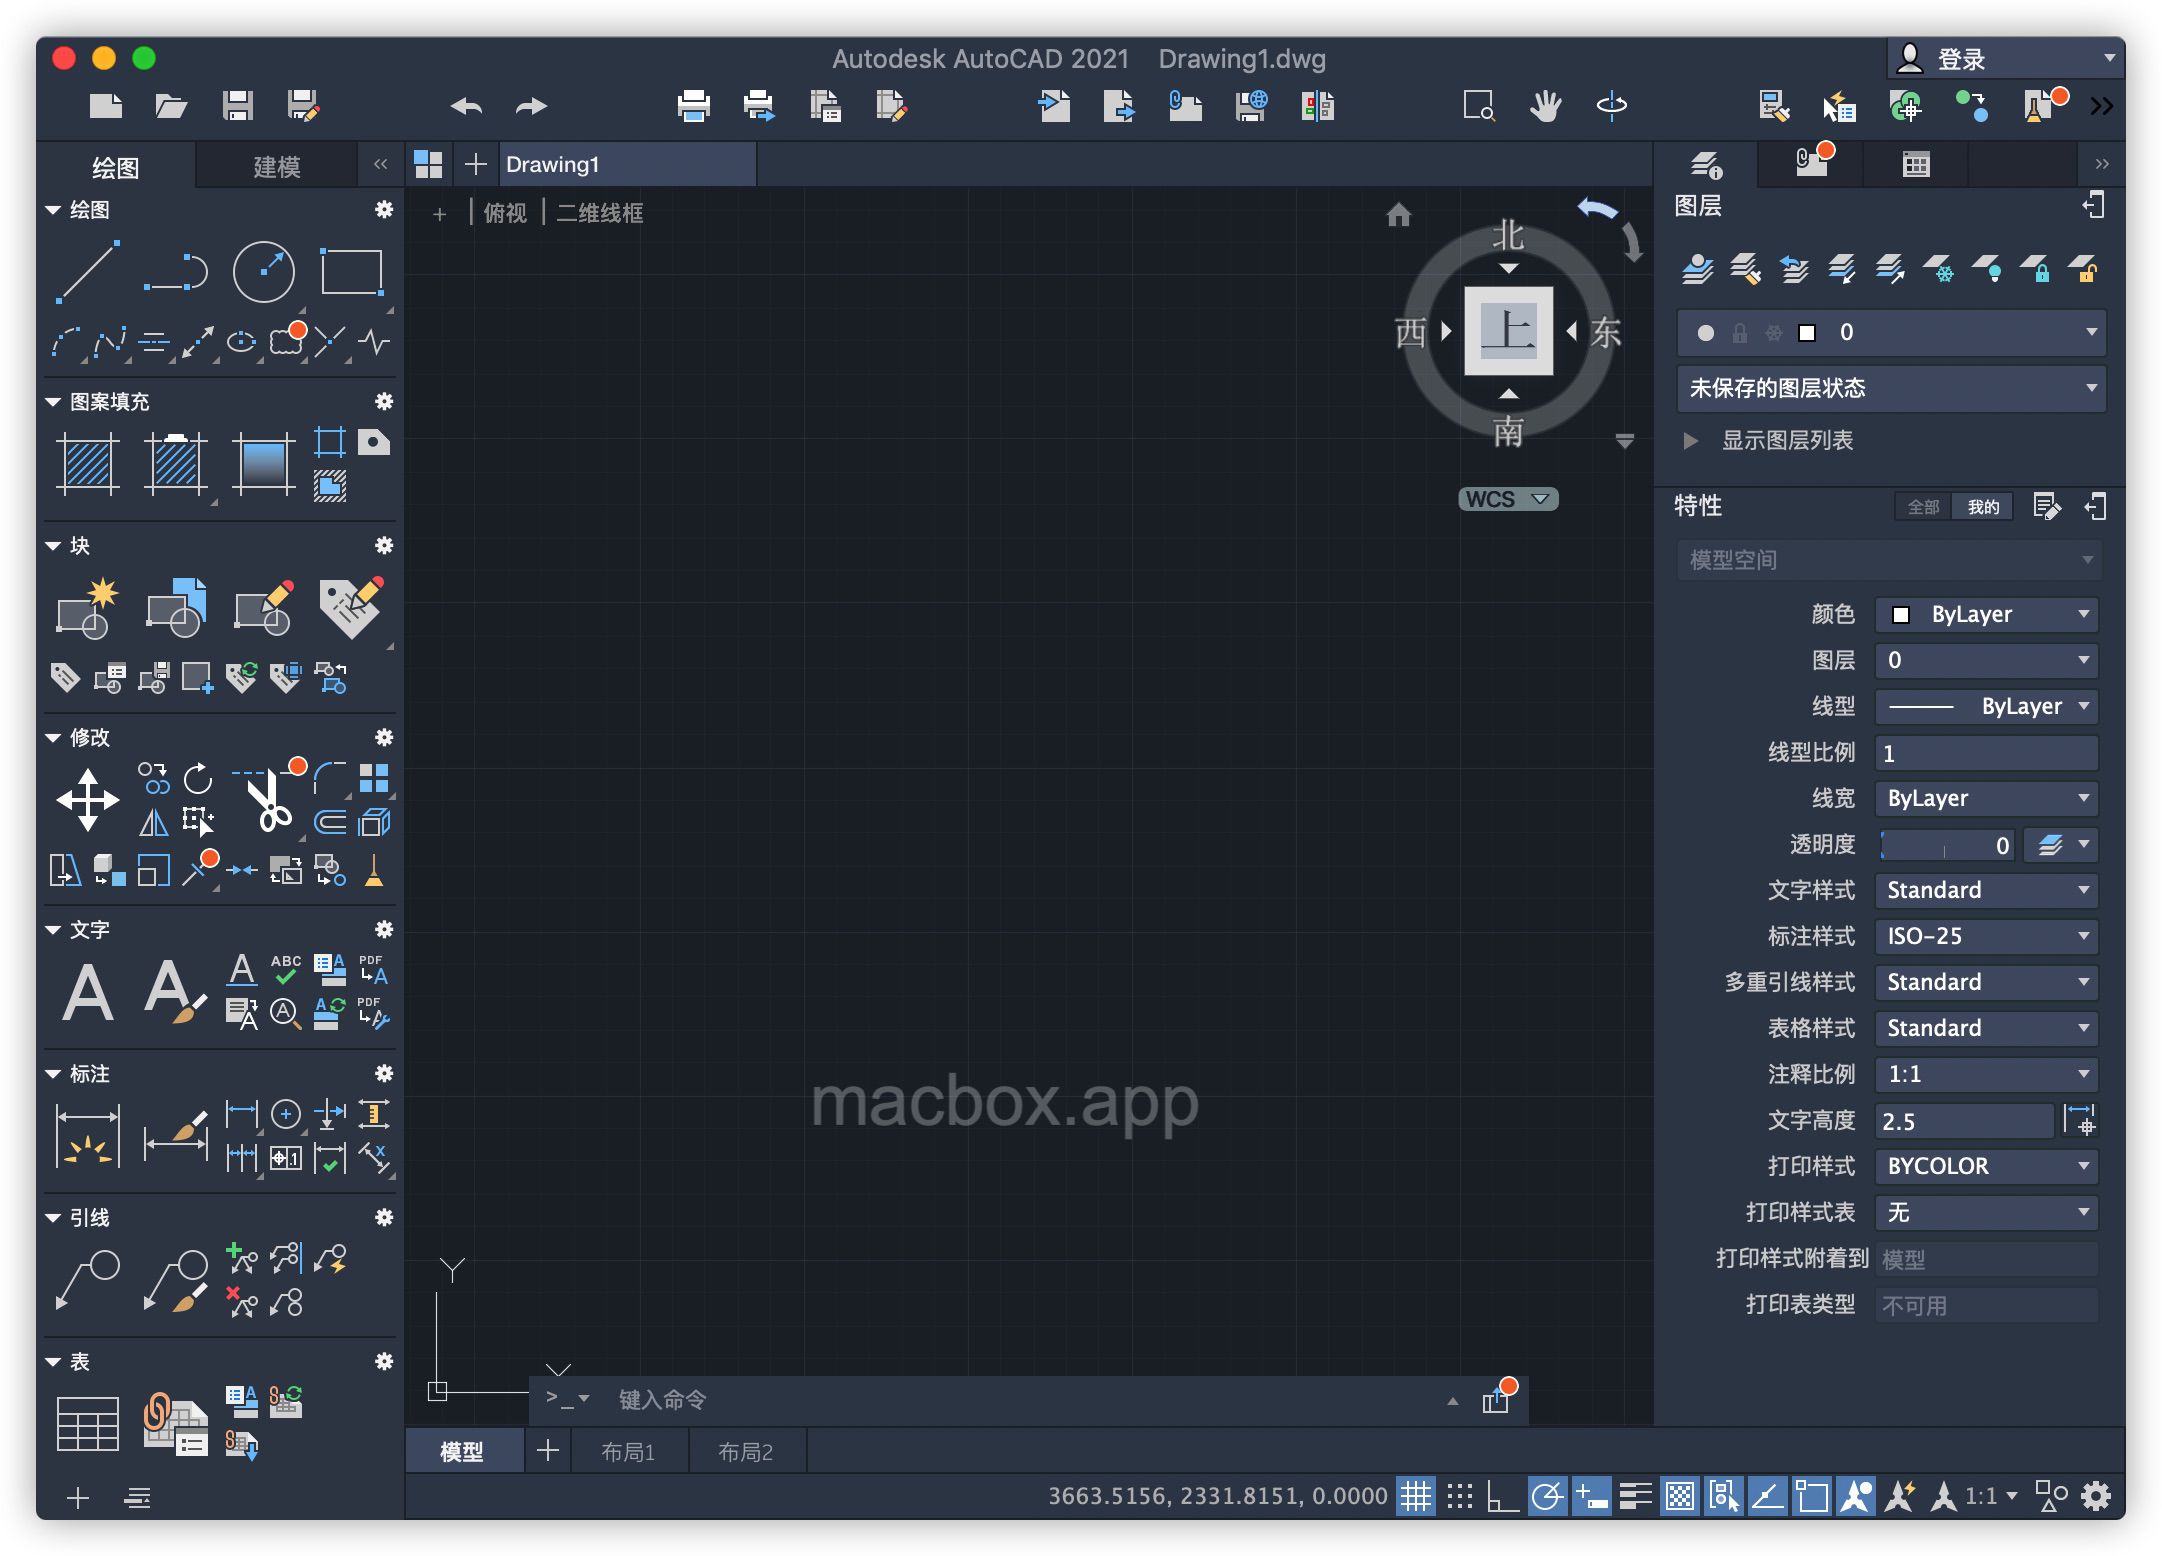 Autodesk AutoCAD 2021 Drawing1.dwg
登录
绘图
建模
Drawing1
绘图
图案填充
块
修改
文字
A
A
A
ABC
A
PDF
A
A
A
A
PDF
A
标注
.1
x
引线
表
A
+ 俯视 二维线框
北
西
上
东
南
WCS
macbox.app
Y
>_ 键入命令
模型
布局1
布局2
3663.5156, 2331.8151, 0.0000
1:1
图层
0
未保存的图层状态
显示图层列表
特性 全部 我的
模型空间
颜色 ByLayer
图层 0
线型 ByLayer
线型比例 1
线宽 ByLayer
透明度 0
文字样式 Standard
标注样式 ISO-25
多重引线样式 Standard
表格样式 Standard
注释比例 1:1
文字高度 2.5
打印样式 BYCOLOR
打印样式表 无
打印样式附着到 模型
打印表类型 不可用